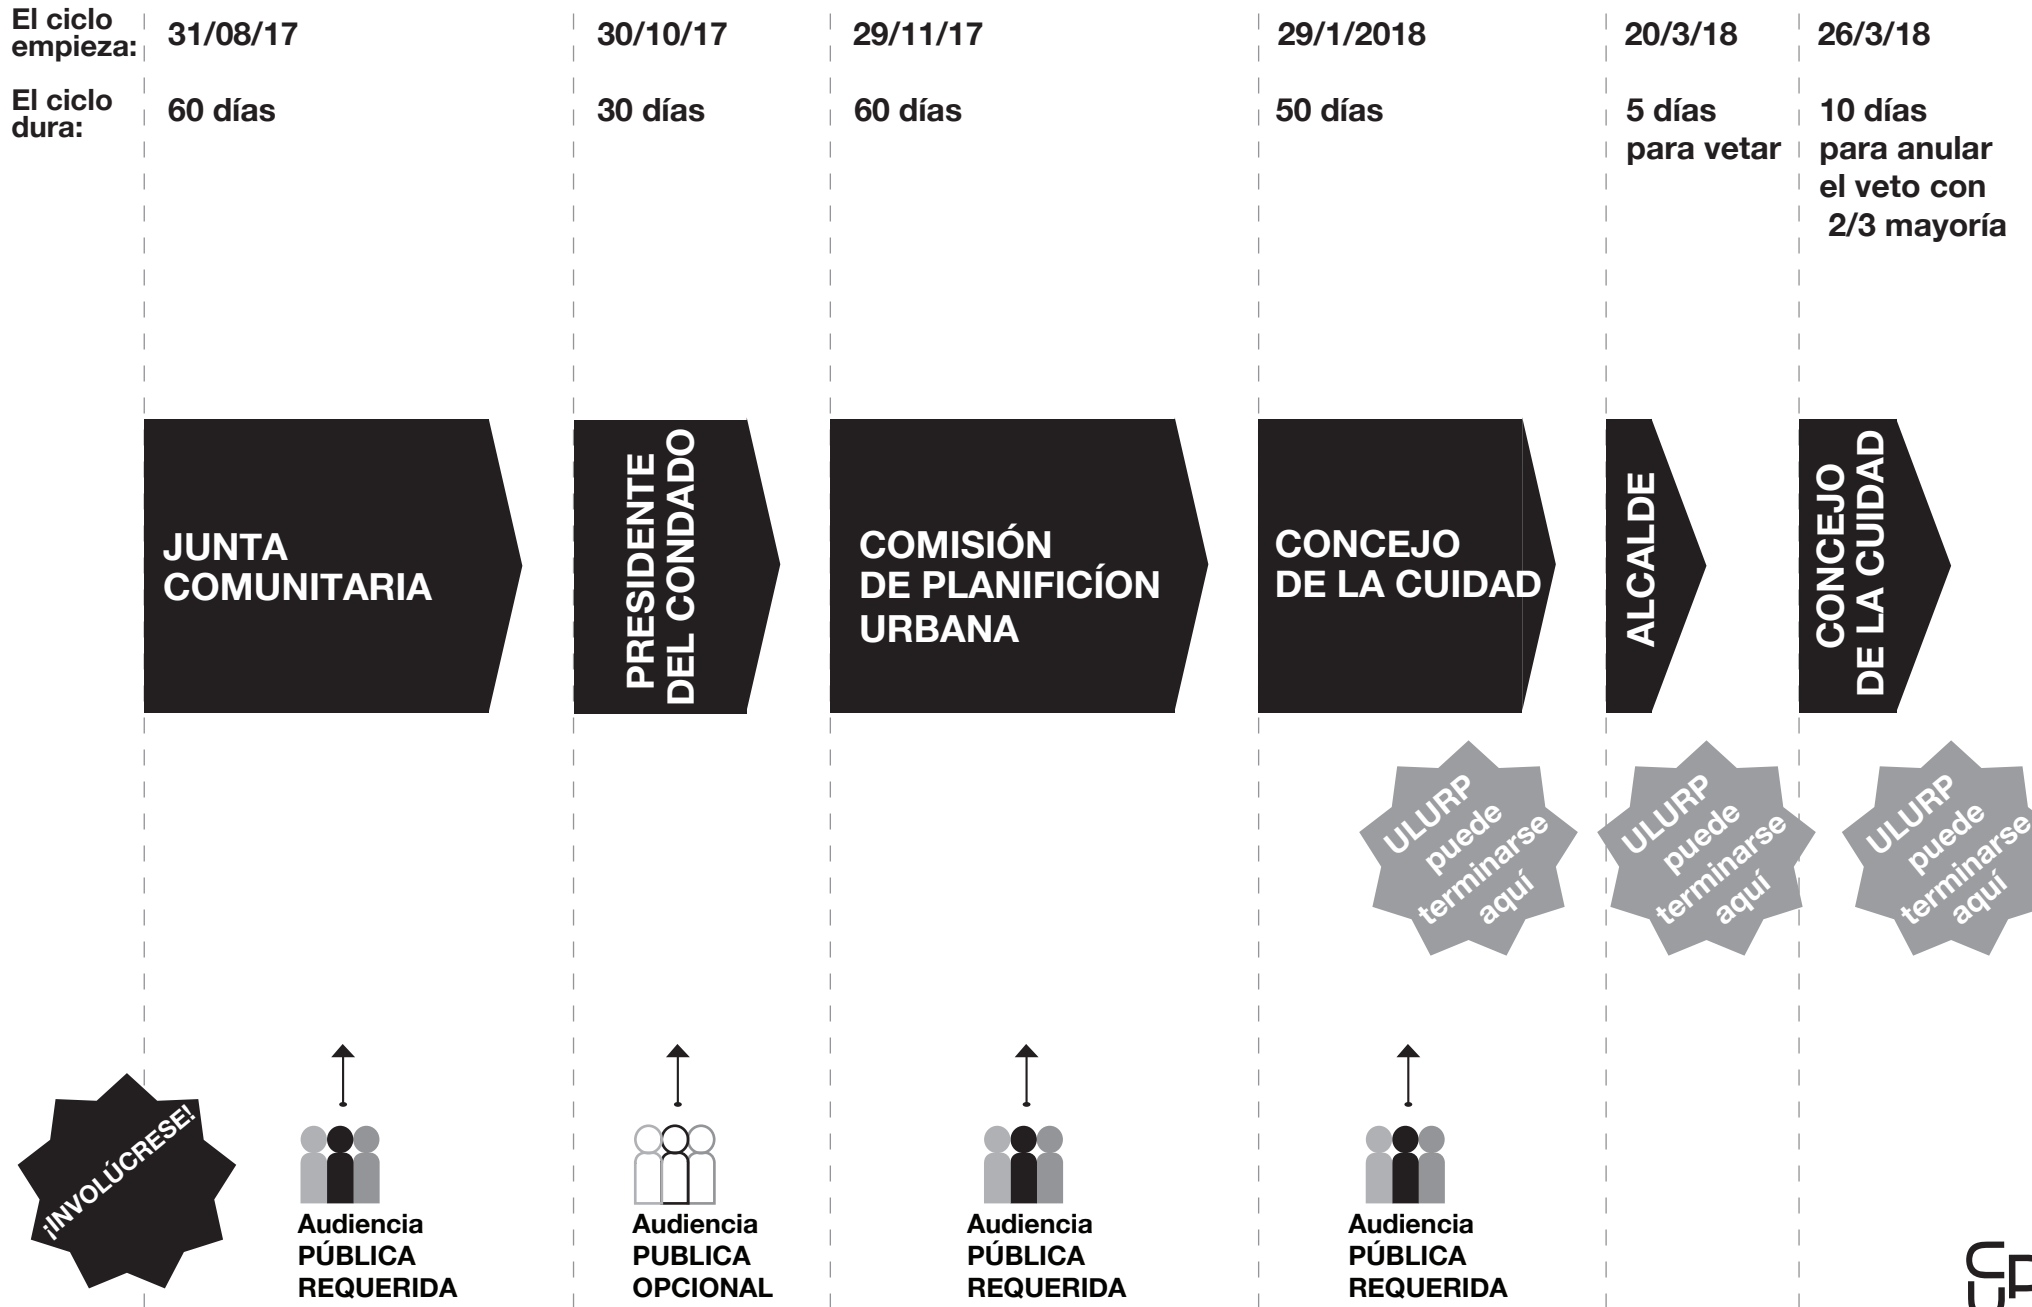 El ciclo
empieza:
31/08/17
30/10/17
29/11/17
29/1/2018
20/3/18
26/3/18
El ciclo
dura:
60 días
30 días
60 días
50 días
5 días
para vetar
10 días
para anular
el veto con
2/3 mayoría
JUNTA
COMUNITARIA
PRESIDENTE
DEL CONDADO
COMISIÓN
DE PLANIFICÍON
URBANA
CONCEJO
DE LA CUIDAD
ALCALDE
CONCEJO
DE LA CUIDAD
ULURP
puede
terminarse
aquí
ULURP
puede
terminarse
aquí
ULURP
puede
terminarse
aquí
¡INVOLÚCRESE!
Audiencia
PÚBLICA
REQUERIDA
Audiencia
PUBLICA
OPCIONAL
Audiencia
PÚBLICA
REQUERIDA
Audiencia
PÚBLICA
REQUERIDA